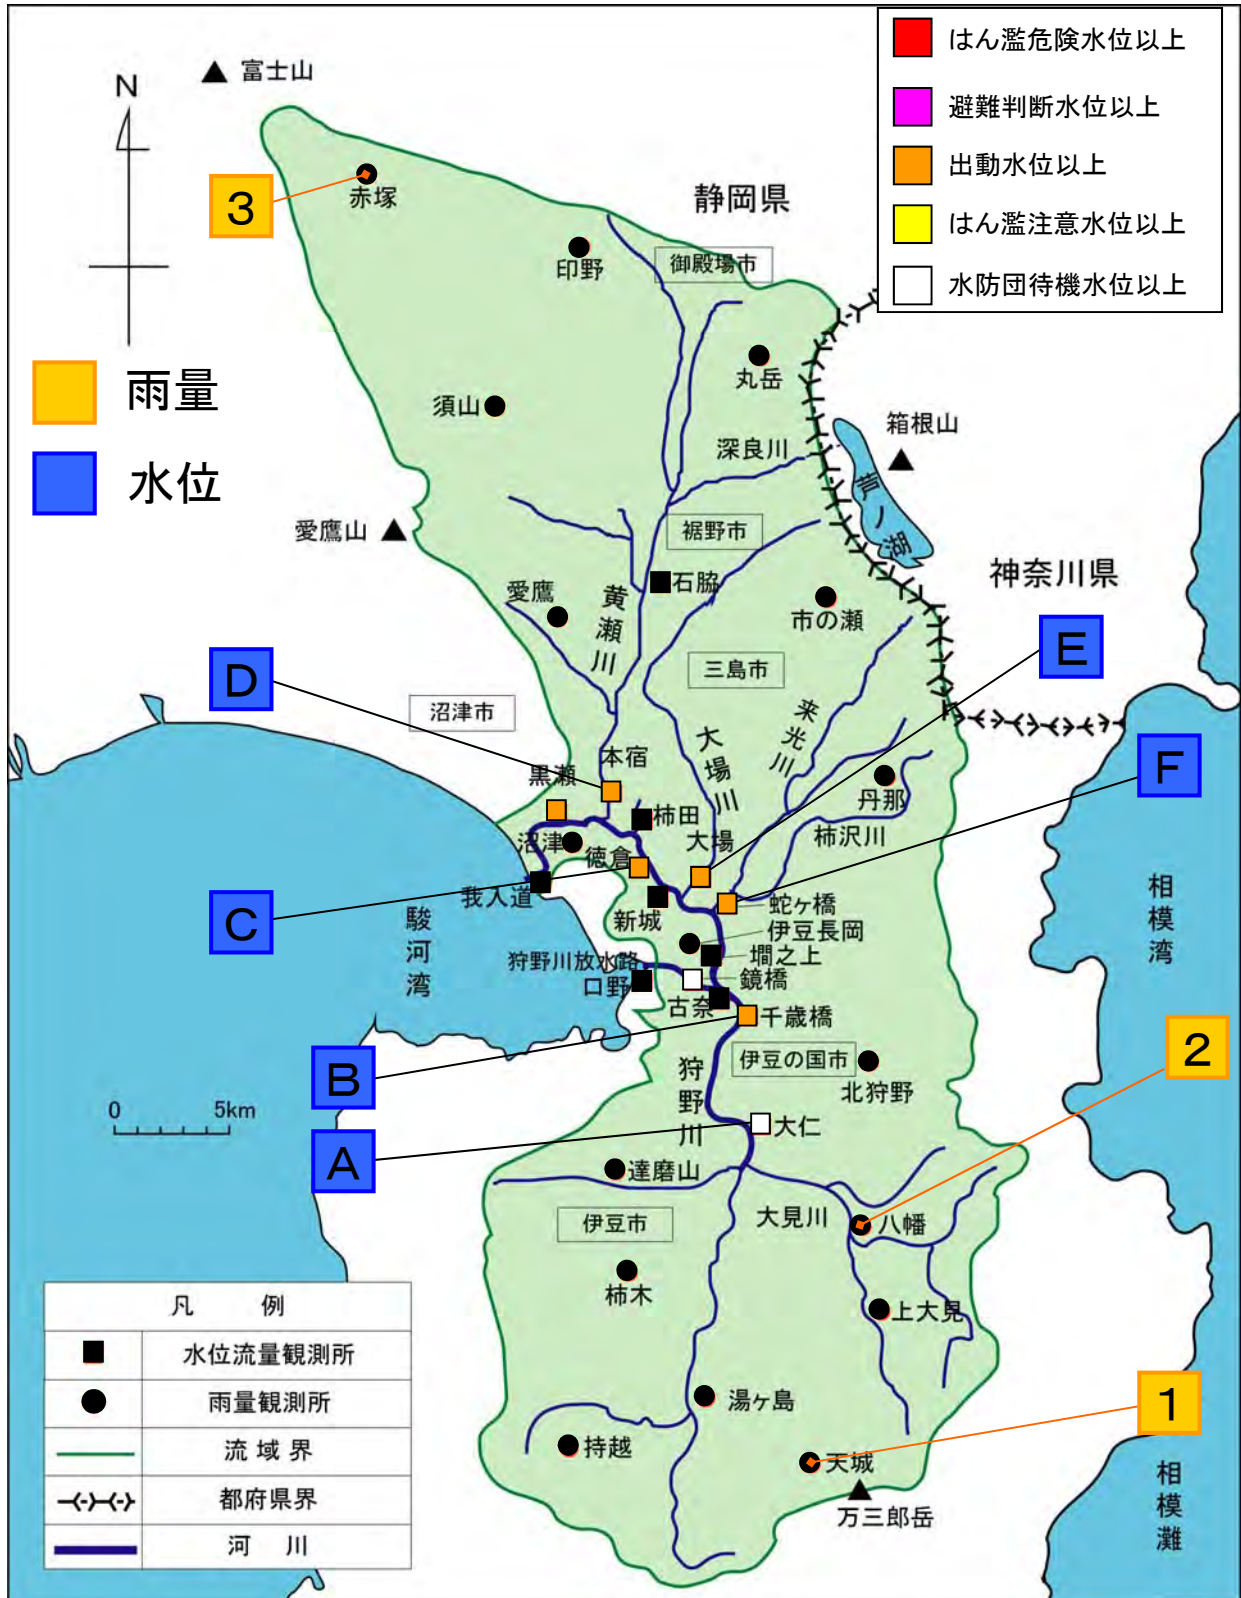 はん濫危険水位以上
避難判断水位以上
出動水位以上
はん濫注意水位以上
水防団待機水位以上
富士山
N
3
赤塚
静岡県
印野
御殿場市
丸岳
雨量
水位
須山
箱根山
深良川
芦ノ湖
愛鷹山
裾野市
石脇
神奈川県
愛鷹
黄瀬川
市の瀬
E
D
三島市
沼津市
来光川
大場川
本宿
黒瀬
F
丹那
柿田
沼津
徳倉
大場
柿沢川
我入道
C
新城
蛇ヶ橋
伊豆長岡
墹之上
相模湾
駿河湾
狩野川放水路
口野
鏡橋
古奈
千歳橋
2
B
伊豆の国市
狩野川
北狩野
0
5km
大仁
A
達磨山
伊豆市
大見川
八幡
柿木
上大見
凡 例
水位流量観測所
雨量観測所
流域界
都府県界
河川
湯ヶ島
1
持越
天城
万三郎岳
相模灘